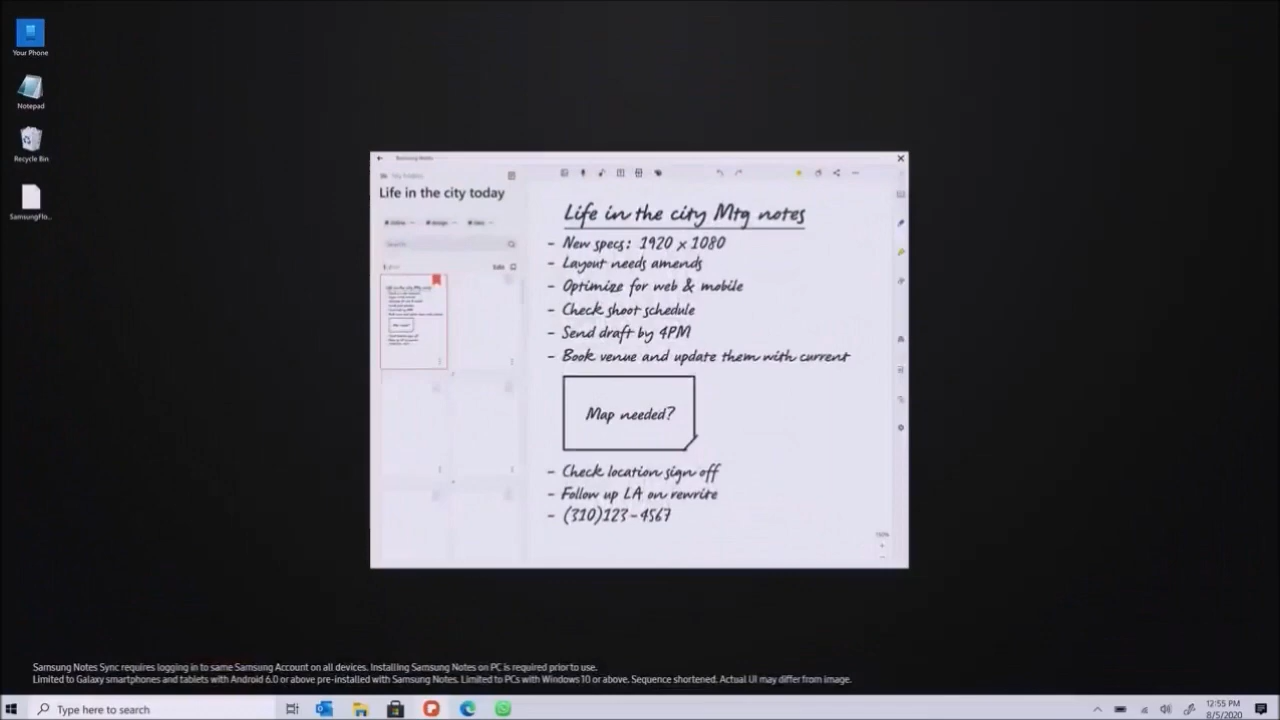 Your Phone
Notepad
Recycle Bin
SamsungFlo...
Samsung Notes
Life in the city today
Search
Edit
Life in the city Mtg notes
- New specs: 1920 x 1080
- Layout needs amends
- Optimize for web & mobile
- Check shoot schedule
- Send draft by 4PM
- Book venue and update them with current
Map needed?
- Check location sign off
- Follow up LA on rewrite
- (310)123-4567
150%
Samsung Notes Sync requires logging in to same Samsung Account on all devices. Installing Samsung Notes on PC is required prior to use.
Limited to Galaxy smartphones and tablets with Android 6.0 or above pre-installed with Samsung Notes. Limited to PCs with Windows 10 or above. Sequence shortened. Actual UI may differ from image.
Type here to search
12:55 PM
8/5/2020